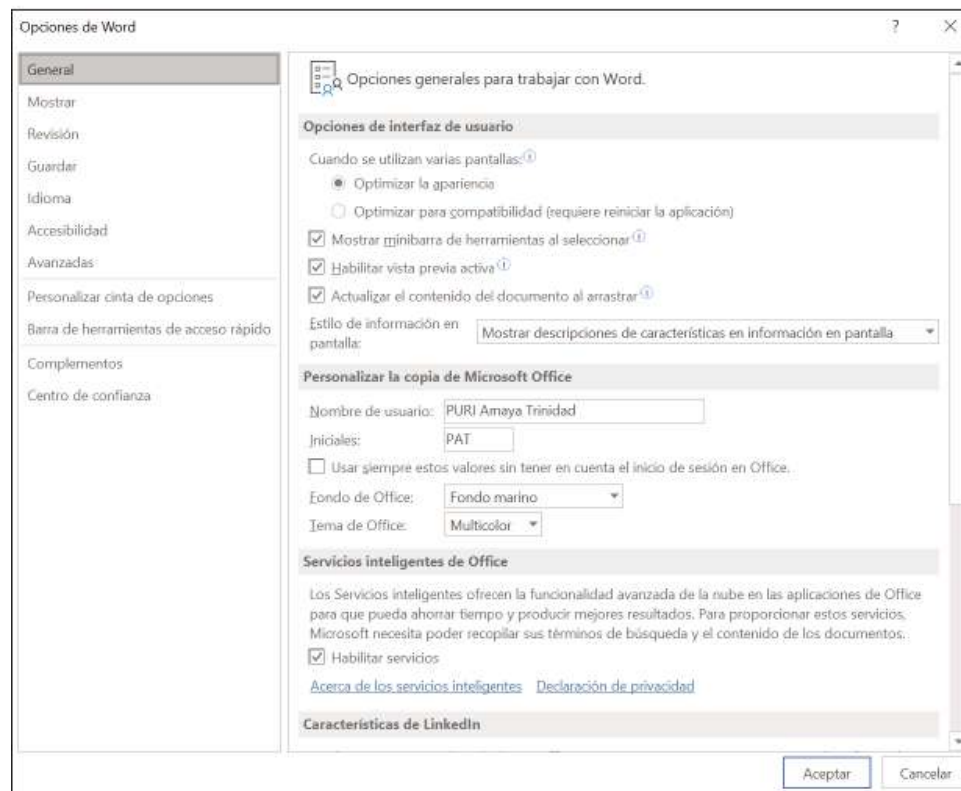 Opciones de Word
General
Mostrar
Revisión
Guardar
Idioma
Accesibilidad
Avanzadas
Personalizar cinta de opciones
Barra de herramientas de acceso rápido
Complementos
Centro de confianza
Opciones generales para trabajar con Word.
Opciones de interfaz de usuario
Cuando se utilizan varias pantallas:
Optimizar la apariencia
Optimizar para compatibilidad (requiere reiniciar la aplicación)
Mostrar minibarra de herramientas al seleccionar
Habilitar vista previa activa
Actualizar el contenido del documento al arrastrar
Estilo de información en
pantalla:
Mostrar descripciones de características en información en pantalla
Personalizar la copia de Microsoft Office
Nombre de usuario: PURI Amaya Trinidad
Iniciales: PAT
Usar siempre estos valores sin tener en cuenta el inicio de sesión en Office.
Fondo de Office: Fondo marino
Tema de Office: Multicolor
Servicios inteligentes de Office
Los Servicios inteligentes ofrecen la funcionalidad avanzada de la nube en las aplicaciones de Office
para que pueda ahorrar tiempo y producir mejores resultados. Para proporcionar estos servicios,
Microsoft necesita poder recopilar sus términos de búsqueda y el contenido de los documentos.
Habilitar servicios
Acerca de los servicios inteligentes Declaración de privacidad
Características de LinkedIn
Aceptar Cancelar